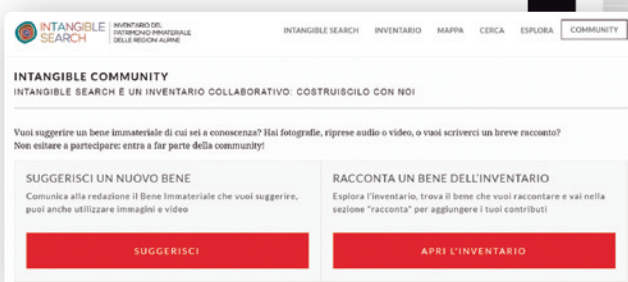 INTANGIBLE SEARCH
INVENTARIO DEL PATRIMONIO IMMATERIALE DELLE REGIONI ALPINE
INTANGIBLE SEARCH INVENTARIO MAPPA CERCA ESPLORA COMMUNITY
INTANGIBLE COMMUNITY
INTANGIBLE SEARCH È UN INVENTARIO COLLABORATIVO: COSTRUISCILO CON NOI
Vuoi suggerire un bene immateriale di cui sei a conoscenza? Hai fotografie, riprese audio o video, o vuoi scriverci un breve racconto?
Non esitare a partecipare: entra a far parte della community!
SUGGERISCI UN NUOVO BENE
Comunica alla redazione il Bene Immateriale che vuoi suggerire,
puoi anche utilizzare immagini e video
SUGGERISCI
RACCONTA UN BENE DELL'INVENTARIO
Esplora l'inventario, trova il bene che vuoi raccontare e vai nella
sezione "racconta" per aggiungere i tuoi contributi
APRI L'INVENTARIO